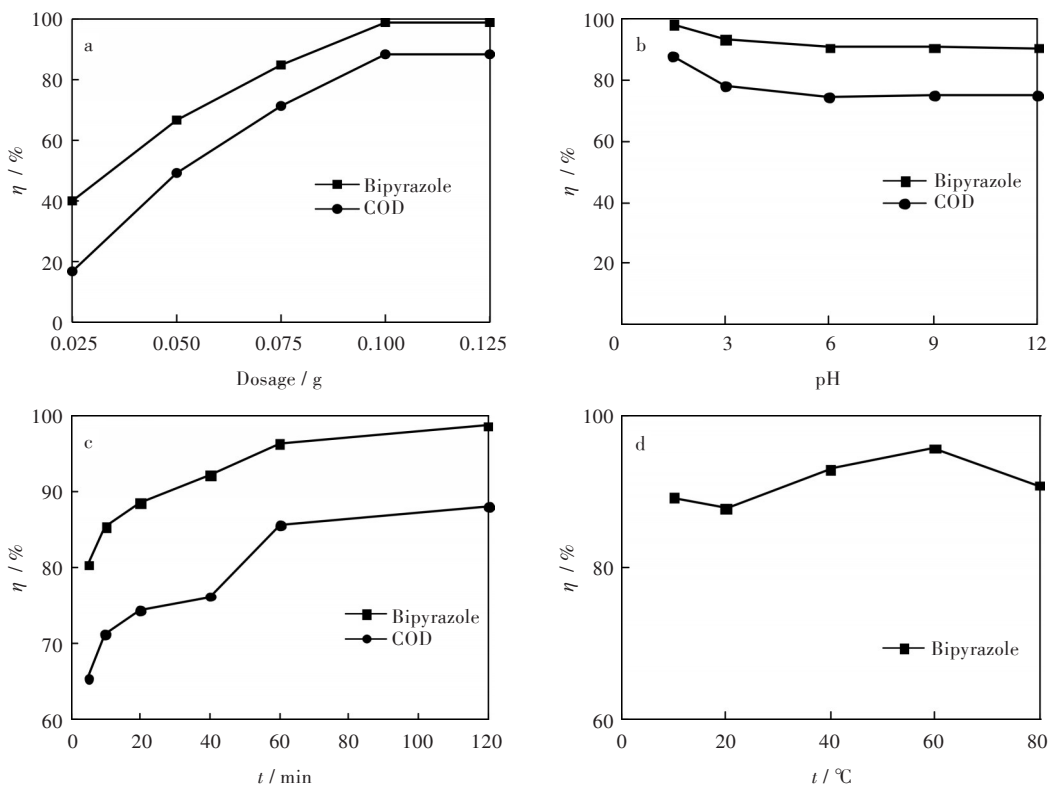 100
80
60
40
20
0
η / %
a
Bipyrazole
COD
0.025 0.050 0.075 0.100 0.125
Dosage / g
100
80
60
40
20
η / %
b
Bipyrazole
COD
0 3 6 9 12
pH
100
90
80
70
60
η / %
c
Bipyrazole
COD
0 20 40 60 80 100 120
t / min
100
80
60
η / %
d
Bipyrazole
0 20 40 60 80
t / ℃